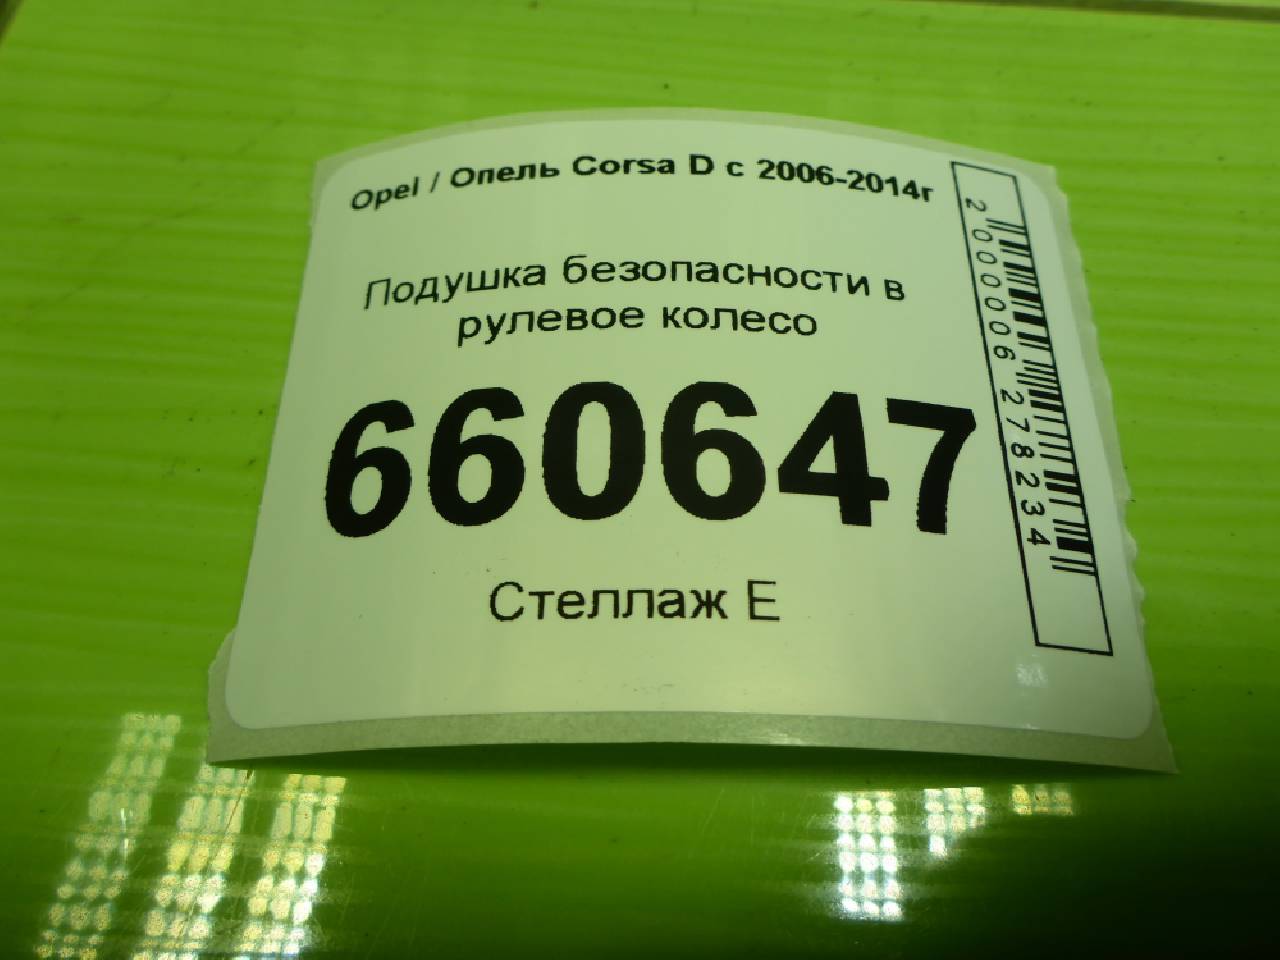 Opel / Опель Corsa D с 2006-2014г
Подушка безопасности в
рулевое колесо
660647
Стеллаж Е
2000006278234